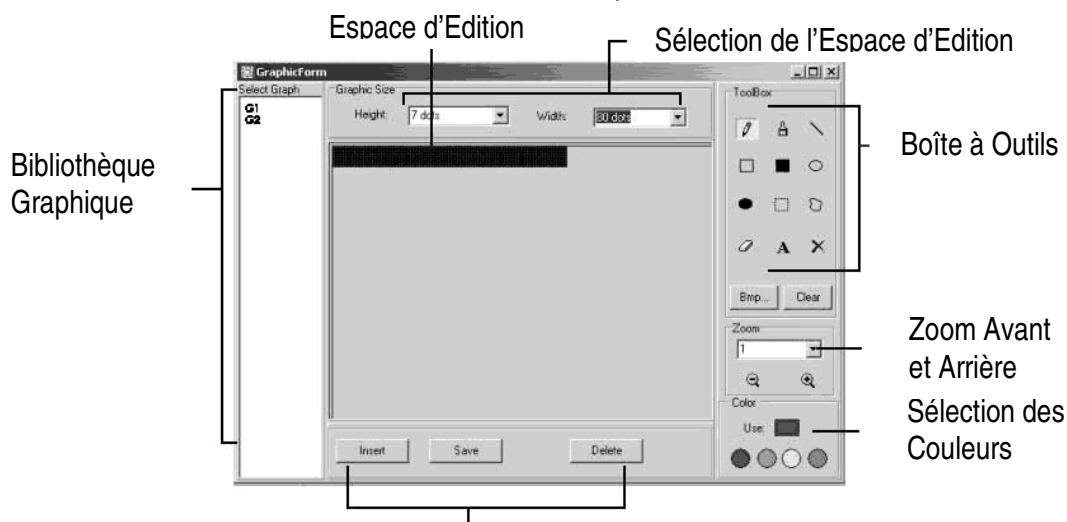 Espace d'Edition
Sélection de l'Espace d'Edition
GraphicForm
Select Graph
Graphic Size
ToolBox
G1
G2
Height:
7 dots
Width:
80 dots
Boîte à Outils
Bibliothèque
Graphique
A
Bmp...
Clear
Zoom
1
Zoom Avant
et Arrière
Color
Use:
Sélection des
Couleurs
Insert
Save
Delete